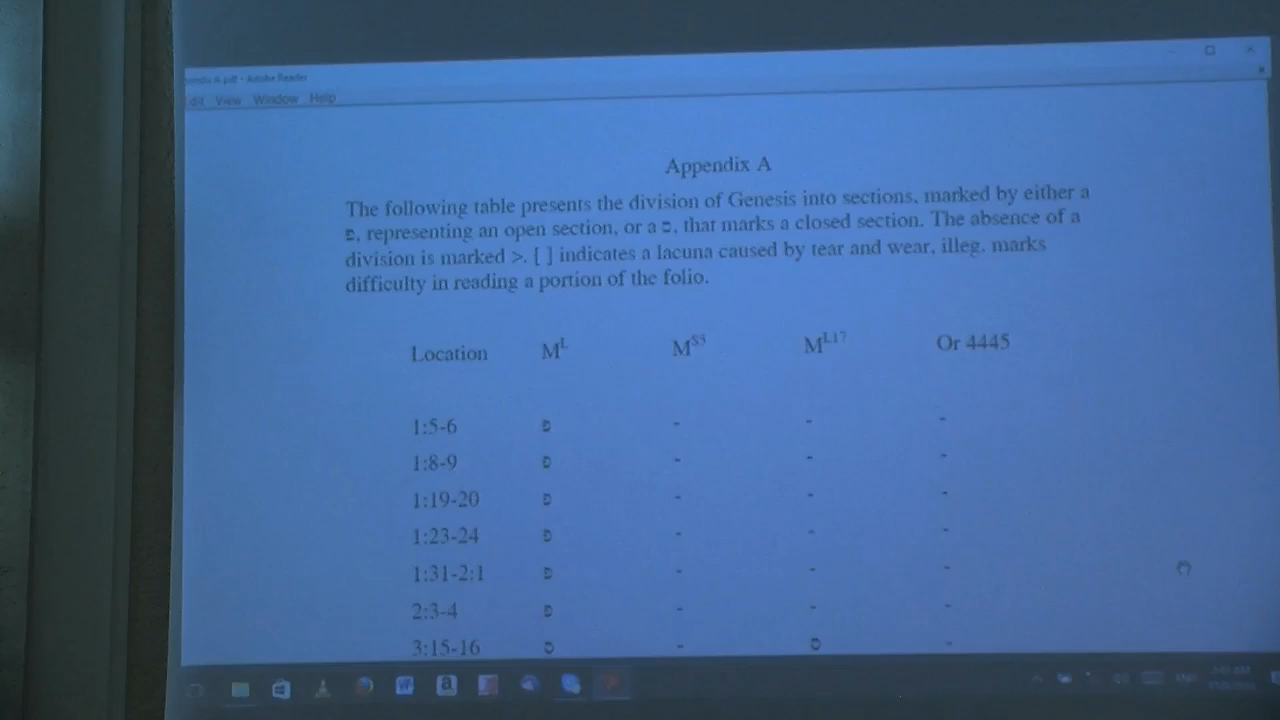 Adobe Reader
View Window Help
Appendix A
The following table presents the division of Genesis into sections, marked by either a
פ, representing an open section, or a ס, that marks a closed section. The absence of a
division is marked >. [ ] indicates a lacuna caused by tear and wear, illeg. marks
difficulty in reading a portion of the folio.
Location M^L M^S5 M^L17 Or 4445
1:5-6 פ - - -
1:8-9 פ - - -
1:19-20 פ - - -
1:23-24 פ - - -
1:31-2:1 פ - - -
2:3-4 פ - - -
3:15-16 ס - ס -